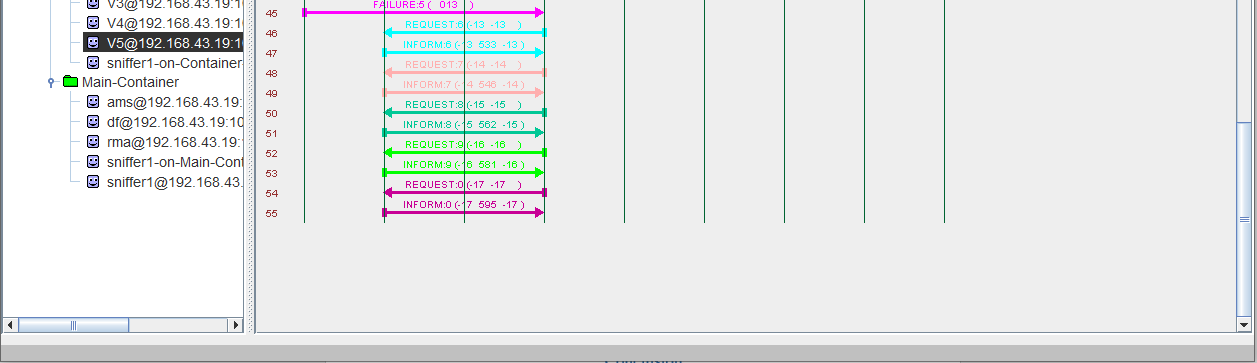 V3@192.168.43.19:10
V4@192.168.43.19:10
V5@192.168.43.19:10
sniffer1-on-Container-
Main-Container
ams@192.168.43.19:
df@192.168.43.19:10
rma@192.168.43.19:
sniffer1-on-Main-Cont
sniffer1@192.168.43.
45 FAILURE:5 ( 013 )
46 REQUEST:6 (-13 -13 )
47 INFORM:6 (-13 533 -13 )
48 REQUEST:7 (-14 -14 )
49 INFORM:7 (-14 546 -14 )
50 REQUEST:8 (-15 -15 )
51 INFORM:8 (-15 562 -15 )
52 REQUEST:9 (-16 -16 )
53 INFORM:9 (-16 581 -16 )
54 REQUEST:0 (-17 -17 )
55 INFORM:0 (-17 595 -17 )